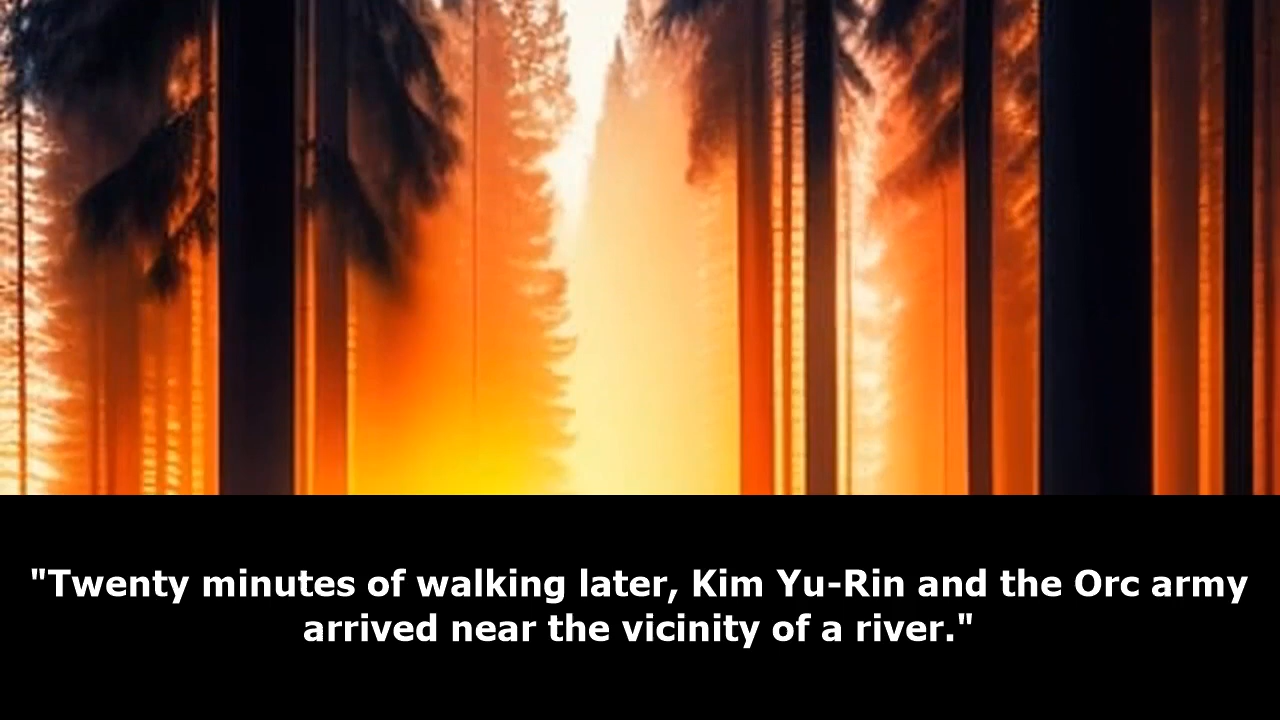 "Twenty minutes of walking later, Kim Yu-Rin and the Orc army
arrived near the vicinity of a river."